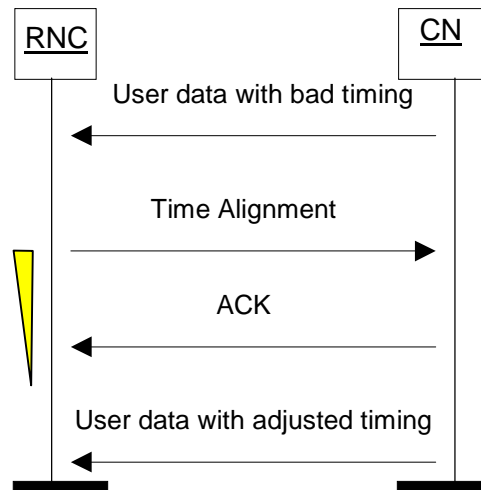 RNC
CN
User data with bad timing
Time Alignment
ACK
User data with adjusted timing